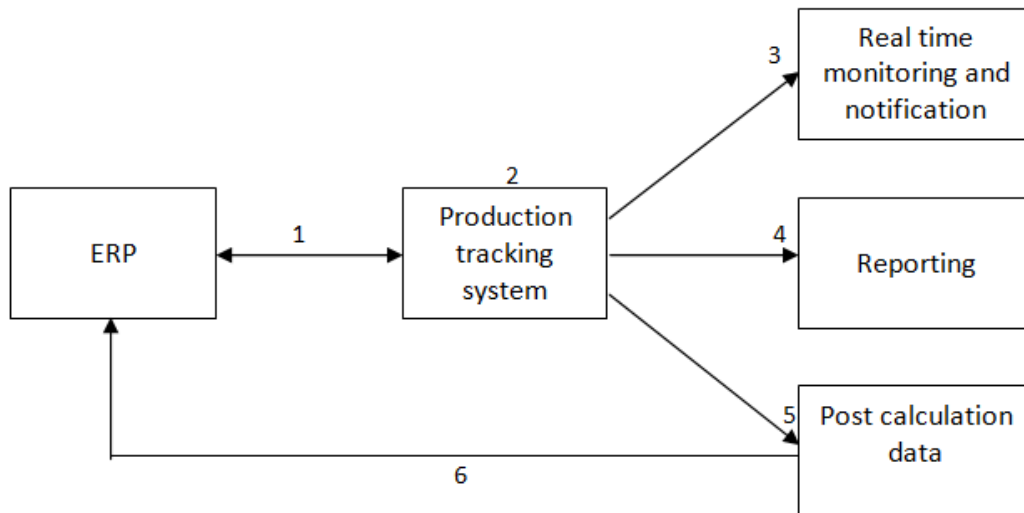 Real time
monitoring and
notification
3
2
Production
tracking
system
ERP
1
4
Reporting
5
Post calculation
data
6